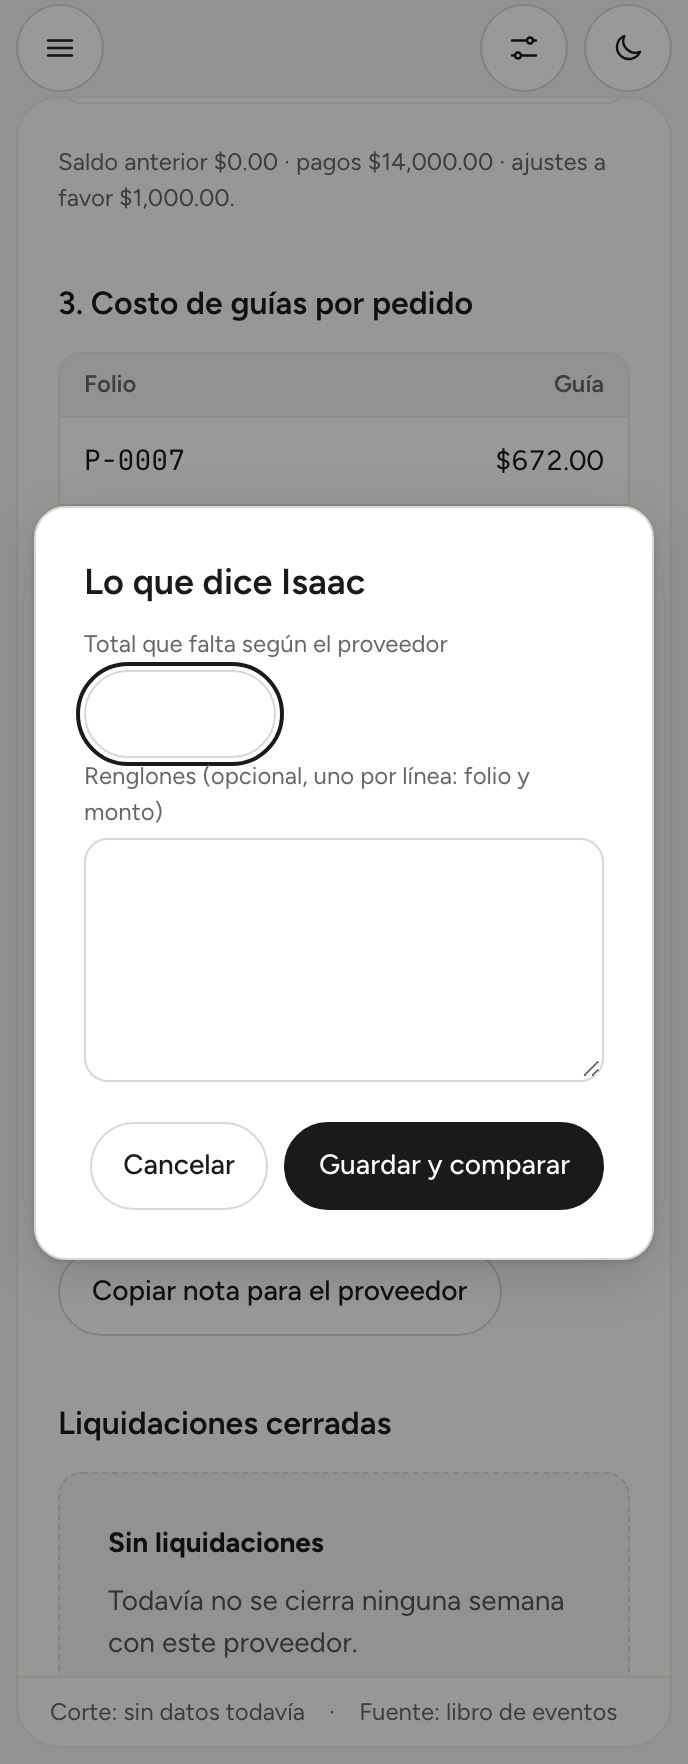 Saldo anterior $0.00 · pagos $14,000.00 · ajustes a
favor $1,000.00.
3. Costo de guías por pedido
Folio Guía
P-0007 $672.00
Lo que dice Isaac
Total que falta según el proveedor
Renglones (opcional, uno por línea: folio y
monto)
Cancelar Guardar y comparar
Copiar nota para el proveedor
Liquidaciones cerradas
Sin liquidaciones
Todavía no se cierra ninguna semana
con este proveedor.
Corte: sin datos todavía · Fuente: libro de eventos